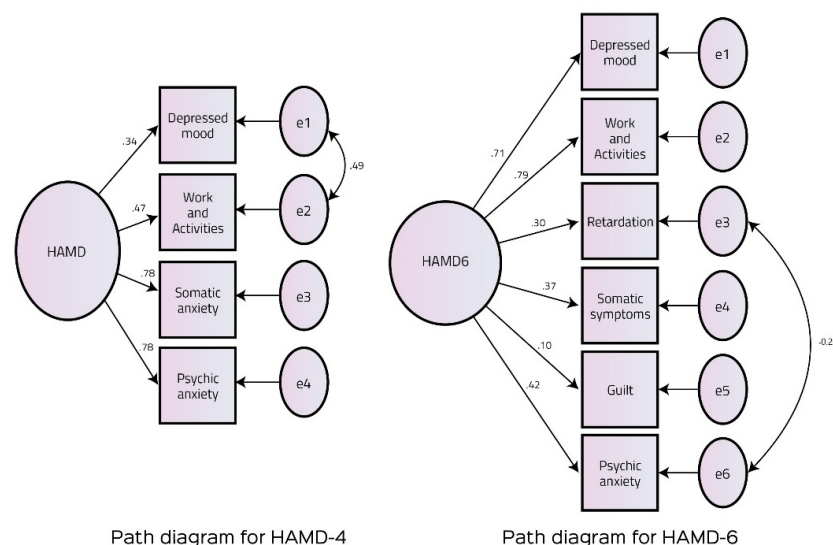 HAMD
.34
.47
.78
.78
Depressed
mood
Work
and
Activities
Somatic
anxiety
Psychic
anxiety
e1
e2
e3
e4
.49
Path diagram for HAMD-4
HAMD6
.71
.79
.30
.37
.10
.42
Depressed
mood
Work
and
Activities
Retardation
Somatic
symptoms
Guilt
Psychic
anxiety
e1
e2
e3
e4
e5
e6
-0.2
Path diagram for HAMD-6